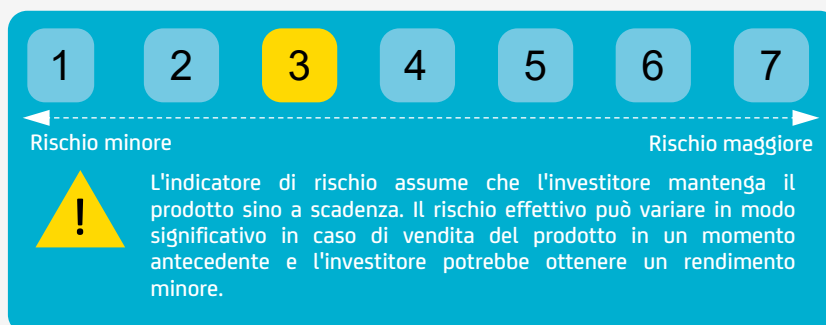 1 2 3 4 5 6 7
Rischio minore Rischio maggiore
!
L'indicatore di rischio assume che l'investitore mantenga il
prodotto sino a scadenza. Il rischio effettivo può variare in modo
significativo in caso di vendita del prodotto in un momento
antecedente e l'investitore potrebbe ottenere un rendimento
minore.